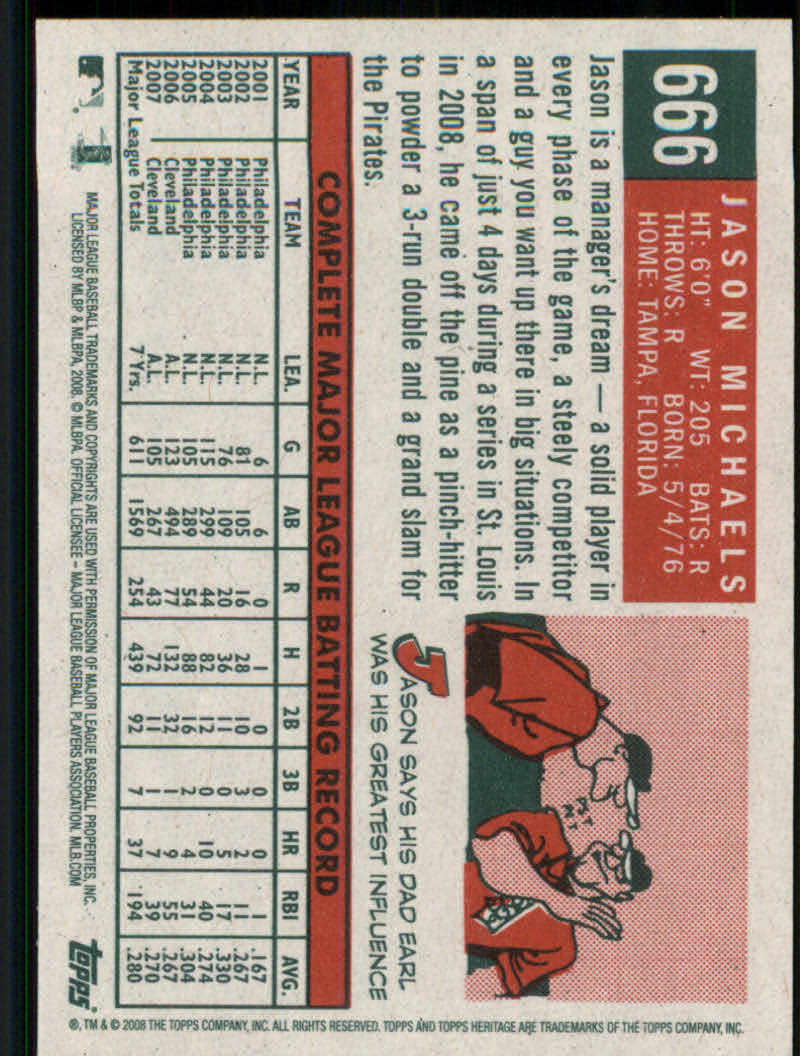 666
JASON MICHAELS
HT: 6'0" WT: 205 BATS: R
THROWS: R BORN: 5/4/76
HOME: TAMPA, FLORIDA
Jason is a manager's dream — a solid player in
every phase of the game, a steely competitor
and a guy you want up there in big situations. In
a span of just 4 days during a series in St. Louis
in 2008, he came off the pine as a pinch-hitter
to powder a 3-run double and a grand slam for
the Pirates.
JASON SAYS HIS DAD EARL
WAS HIS GREATEST INFLUENCE
COMPLETE MAJOR LEAGUE BATTING RECORD
YEAR TEAM LEA. G AB R H 2B 3B HR RBI AVG.
2001 Philadelphia N.L. 6 6 0 1 0 0 0 1 .167
2002 Philadelphia N.L. 81 105 16 28 10 3 2 11 .267
2003 Philadelphia N.L. 76 109 20 36 11 0 5 17 .330
2004 Philadelphia N.L. 115 299 44 82 12 0 10 40 .274
2005 Philadelphia N.L. 105 289 54 88 16 2 4 31 .304
2006 Cleveland A.L. 123 494 77 132 32 1 9 55 .267
2007 Cleveland A.L. 105 267 43 72 11 1 7 39 .270
Major League Totals 7 Yrs. 611 1569 254 439 92 7 37 194 .280
MAJOR LEAGUE BASEBALL TRADEMARKS AND COPYRIGHTS ARE USED WITH PERMISSION OF MAJOR LEAGUE BASEBALL PROPERTIES, INC.
LICENSED BY MLBP & MLBPA, 2008. © MLBPA. OFFICIAL LICENSEE - MAJOR LEAGUE BASEBALL PLAYERS ASSOCIATION. MLB.COM
Topps
®, TM & © 2008 THE TOPPS COMPANY, INC. ALL RIGHTS RESERVED. TOPPS AND TOPPS HERITAGE ARE TRADEMARKS OF THE TOPPS COMPANY, INC.